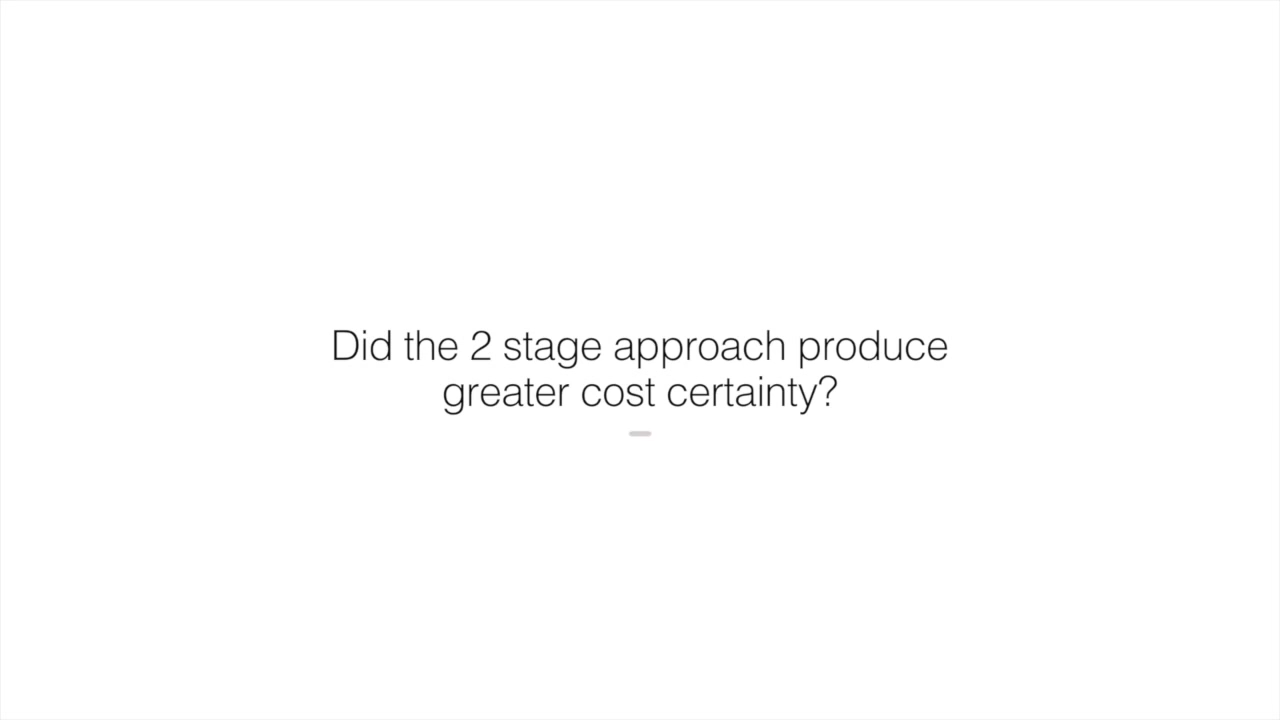 Did the 2 stage approach produce
greater cost certainty?